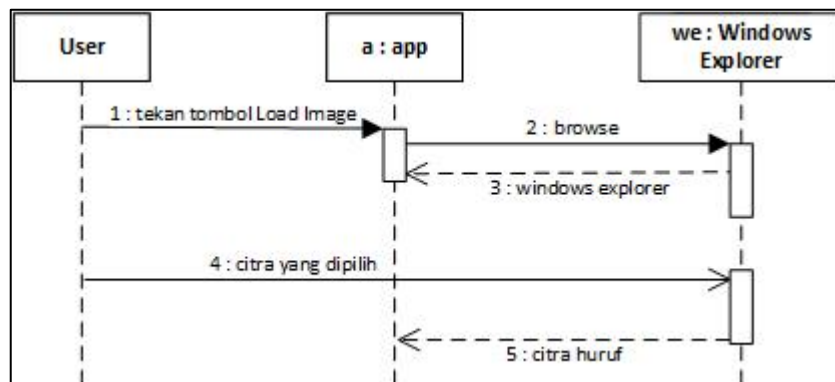 User
a : app
we : Windows
Explorer
1 : tekan tombol Load Image
2 : browse
3 : windows explorer
4 : citra yang dipilih
5 : citra huruf